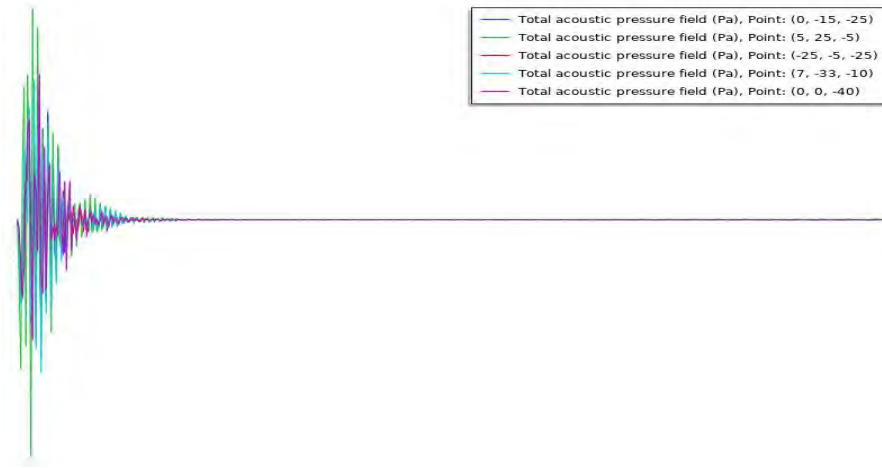 Total acoustic pressure field (Pa), Point: (0, -15, -25)
Total acoustic pressure field (Pa), Point: (5, 25, -5)
Total acoustic pressure field (Pa), Point: (-25, -5, -25)
Total acoustic pressure field (Pa), Point: (7, -33, -10)
Total acoustic pressure field (Pa), Point: (0, 0, -40)